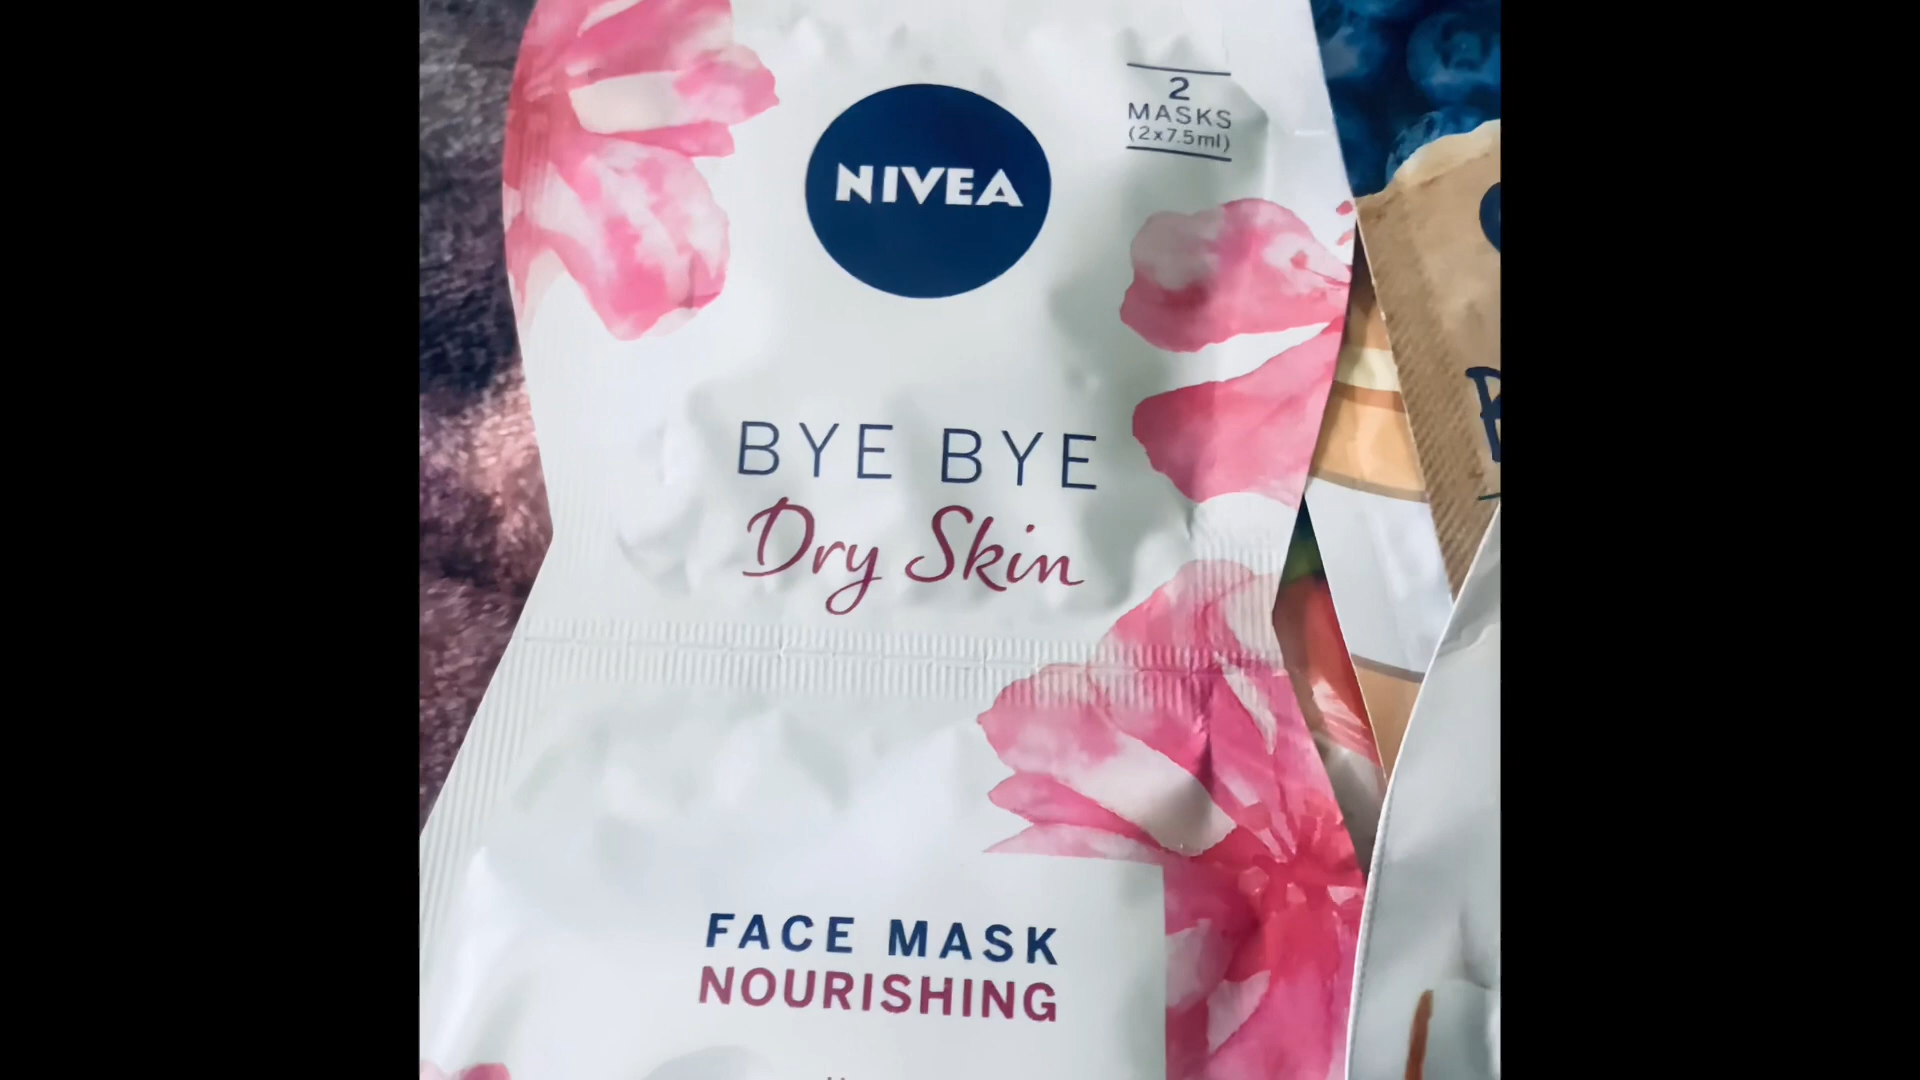 2
MASKS
(2x7.5ml)
NIVEA
BYE BYE
Dry Skin
FACE MASK
NOURISHING